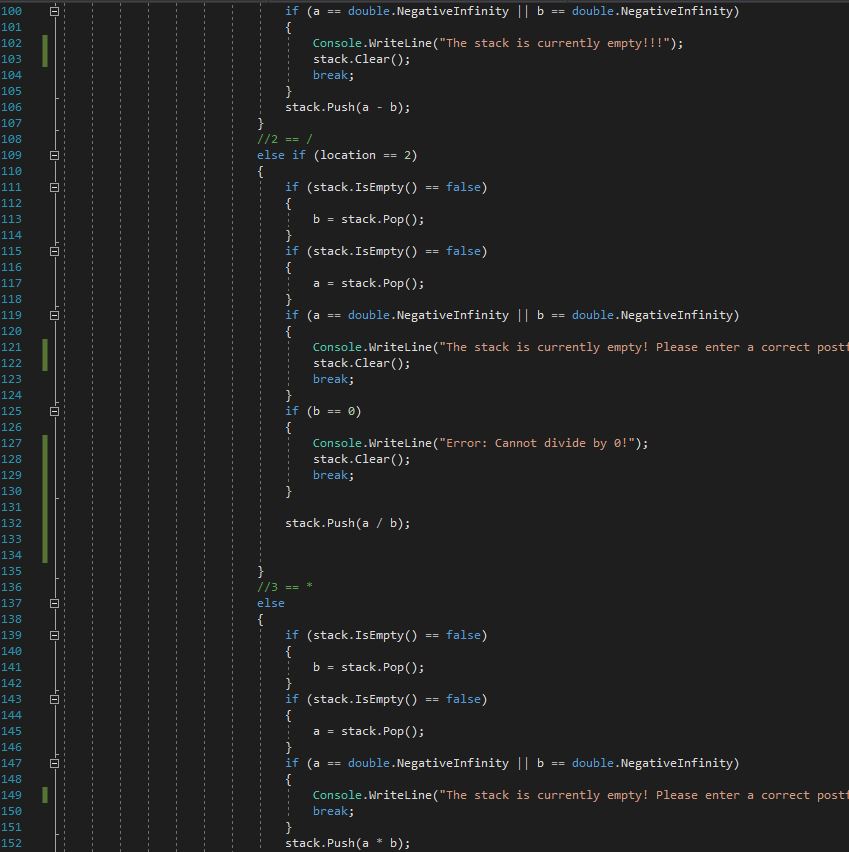 100 if (a == double.NegativeInfinity || b == double.NegativeInfinity)
101 {
102 Console.WriteLine("The stack is currently empty!!!");
103 stack.Clear();
104 break;
105 }
106 stack.Push(a - b);
107 }
108 //2 == /
109 else if (location == 2)
110 {
111 if (stack.IsEmpty() == false)
112 {
113 b = stack.Pop();
114 }
115 if (stack.IsEmpty() == false)
116 {
117 a = stack.Pop();
118 }
119 if (a == double.NegativeInfinity || b == double.NegativeInfinity)
120 {
121 Console.WriteLine("The stack is currently empty! Please enter a correct postf
122 stack.Clear();
123 break;
124 }
125 if (b == 0)
126 {
127 Console.WriteLine("Error: Cannot divide by 0!");
128 stack.Clear();
129 break;
130 }
131
132 stack.Push(a / b);
133
134
135 }
136 //3 == *
137 else
138 {
139 if (stack.IsEmpty() == false)
140 {
141 b = stack.Pop();
142 }
143 if (stack.IsEmpty() == false)
144 {
145 a = stack.Pop();
146 }
147 if (a == double.NegativeInfinity || b == double.NegativeInfinity)
148 {
149 Console.WriteLine("The stack is currently empty! Please enter a correct postf
150 break;
151 }
152 stack.Push(a * b);